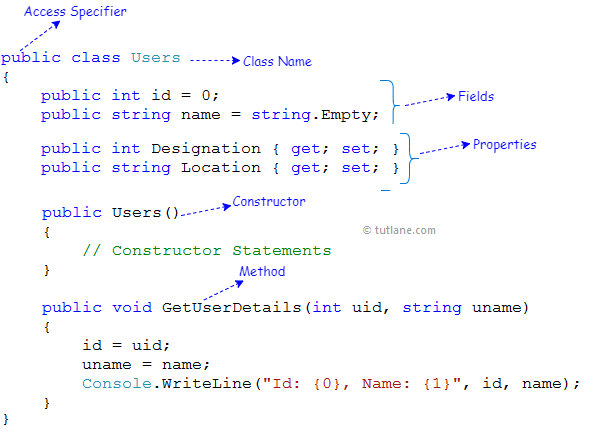 Access Specifier
public class Users Class Name
{
public int id = 0;
public string name = string.Empty;
Fields
public int Designation { get; set; }
public string Location { get; set; }
Properties
public Users() Constructor
{
© tutlane.com
// Constructor Statements
}
Method
public void GetUserDetails(int uid, string uname)
{
id = uid;
uname = name;
Console.WriteLine("Id: {0}, Name: {1}", id, name);
}
}